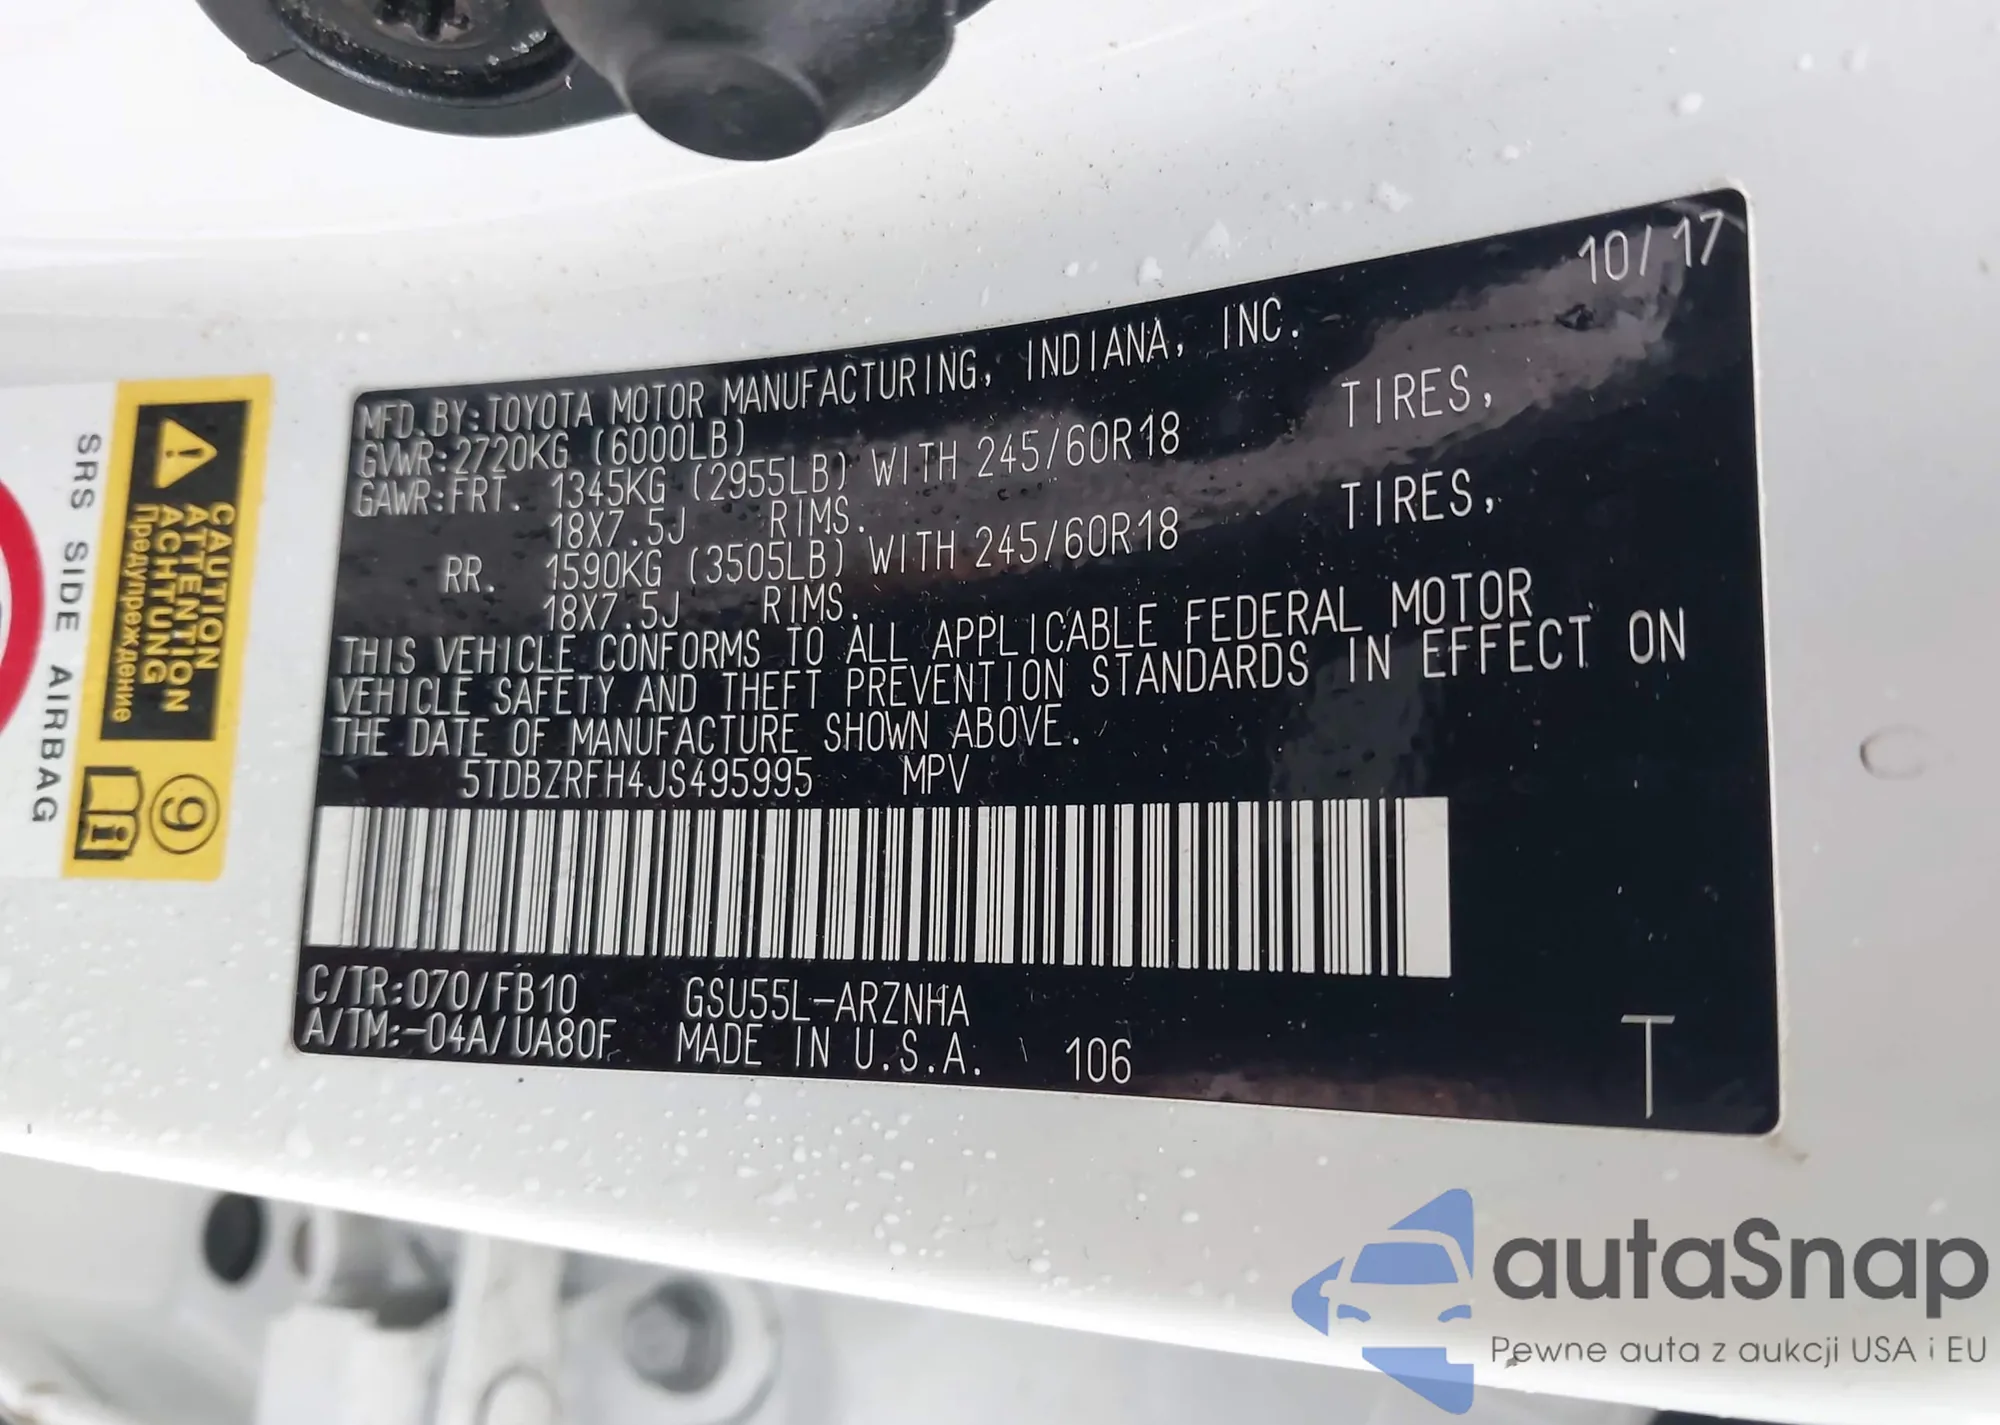 10/17
MFD.BY:TOYOTA MOTOR MANUFACTURING, INDIANA, INC.
GVWR:2720KG (6000LB)
GAWR:FRT. 1345KG (2955LB) WITH 245/60R18 TIRES,
18X7.5J RIMS.
RR. 1590KG (3505LB) WITH 245/60R18 TIRES,
18X7.5J RIMS.
THIS VEHICLE CONFORMS TO ALL APPLICABLE FEDERAL MOTOR
VEHICLE SAFETY AND THEFT PREVENTION STANDARDS IN EFFECT ON
THE DATE OF MANUFACTURE SHOWN ABOVE.
5TDBZRFH4JS495995 MPV
C/TR:070/FB10 GSU55L-ARZNHA
A/TM:-04A/UA80F MADE IN U.S.A. 106
T
CAUTION
ATTENTION
ACHTUNG
Предупреждение
9
SRS SIDE AIRBAG
autaSnap
Pewne auta z aukcji USA i EU